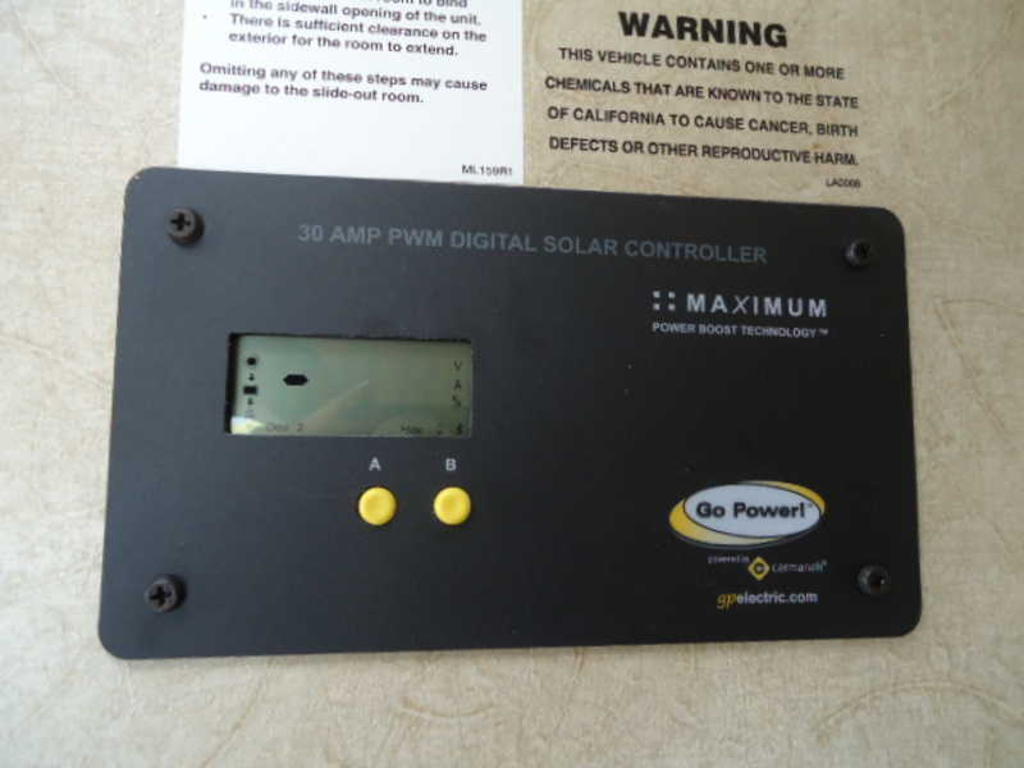 in the sidewall opening of the unit.
· There is sufficient clearance on the
exterior for the room to extend.
Omitting any of these steps may cause
damage to the slide-out room.
ML159R1
WARNING
THIS VEHICLE CONTAINS ONE OR MORE
CHEMICALS THAT ARE KNOWN TO THE STATE
OF CALIFORNIA TO CAUSE CANCER, BIRTH
DEFECTS OR OTHER REPRODUCTIVE HARM.
30 AMP PWM DIGITAL SOLAR CONTROLLER
MAXIMUM
POWER BOOST TECHNOLOGY™
V
A
%
A B
Go Power!
powered by C carmanah®
gpelectric.com